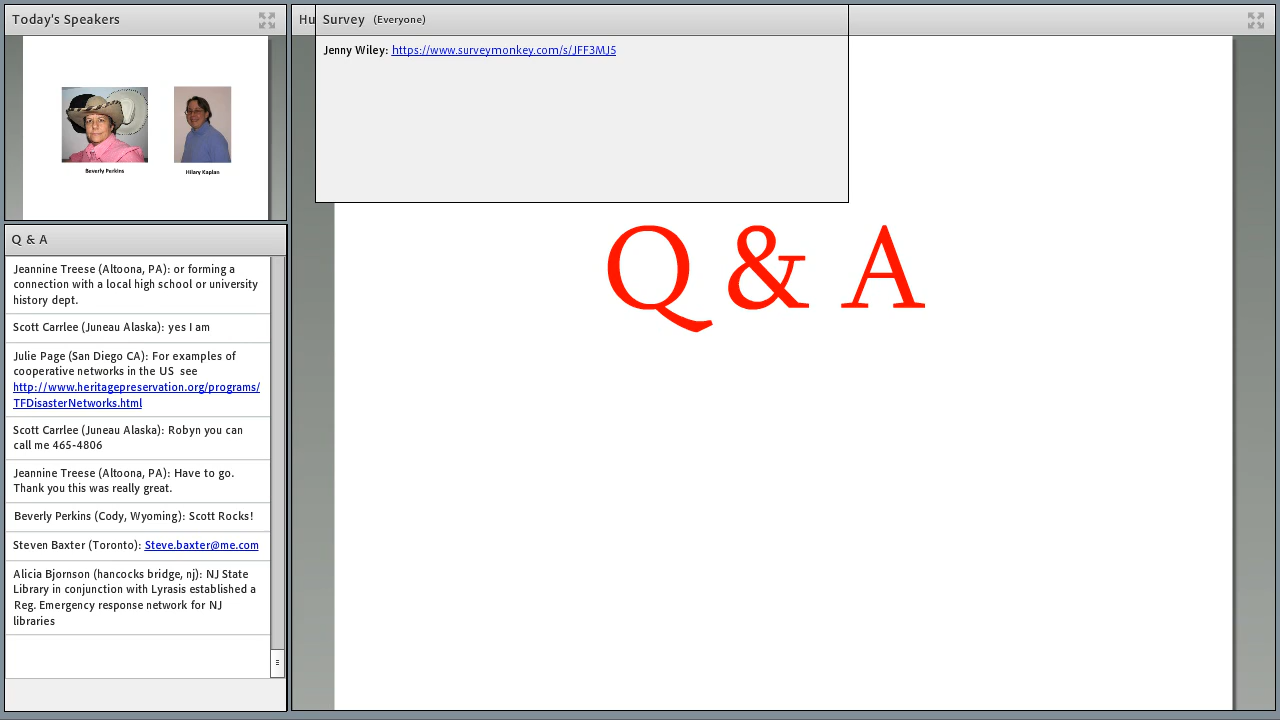 Today's Speakers
Beverly Perkins
Hilary Kaplan
Q & A
Jeannine Treese (Altoona, PA): or forming a
connection with a local high school or university
history dept.
Scott Carrlee (Juneau Alaska): yes I am
Julie Page (San Diego CA): For examples of
cooperative networks in the US see
http://www.heritagepreservation.org/programs/
TFDisasterNetworks.html
Scott Carrlee (Juneau Alaska): Robyn you can
call me 465-4806
Jeannine Treese (Altoona, PA): Have to go.
Thank you this was really great.
Beverly Perkins (Cody, Wyoming): Scott Rocks!
Steven Baxter (Toronto): Steve.baxter@me.com
Alicia Bjornson (hancocks bridge, nj): NJ State
Library in conjunction with Lyrasis established a
Reg. Emergency response network for NJ
libraries
Hu
Survey (Everyone)
Jenny Wiley: https://www.surveymonkey.com/s/JFF3MJ5
Q & A